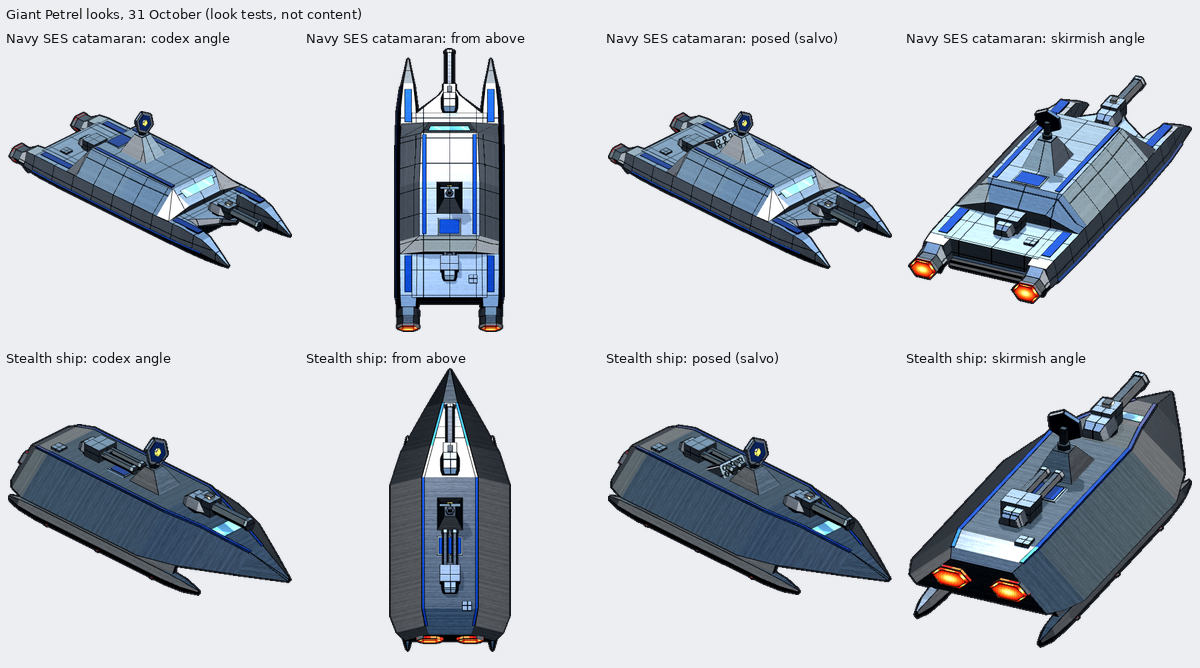 Giant Petrel looks, 31 October (look tests, not content)
Navy SES catamaran: codex angle
Navy SES catamaran: from above
Navy SES catamaran: posed (salvo)
Navy SES catamaran: skirmish angle
Stealth ship: codex angle
Stealth ship: from above
Stealth ship: posed (salvo)
Stealth ship: skirmish angle